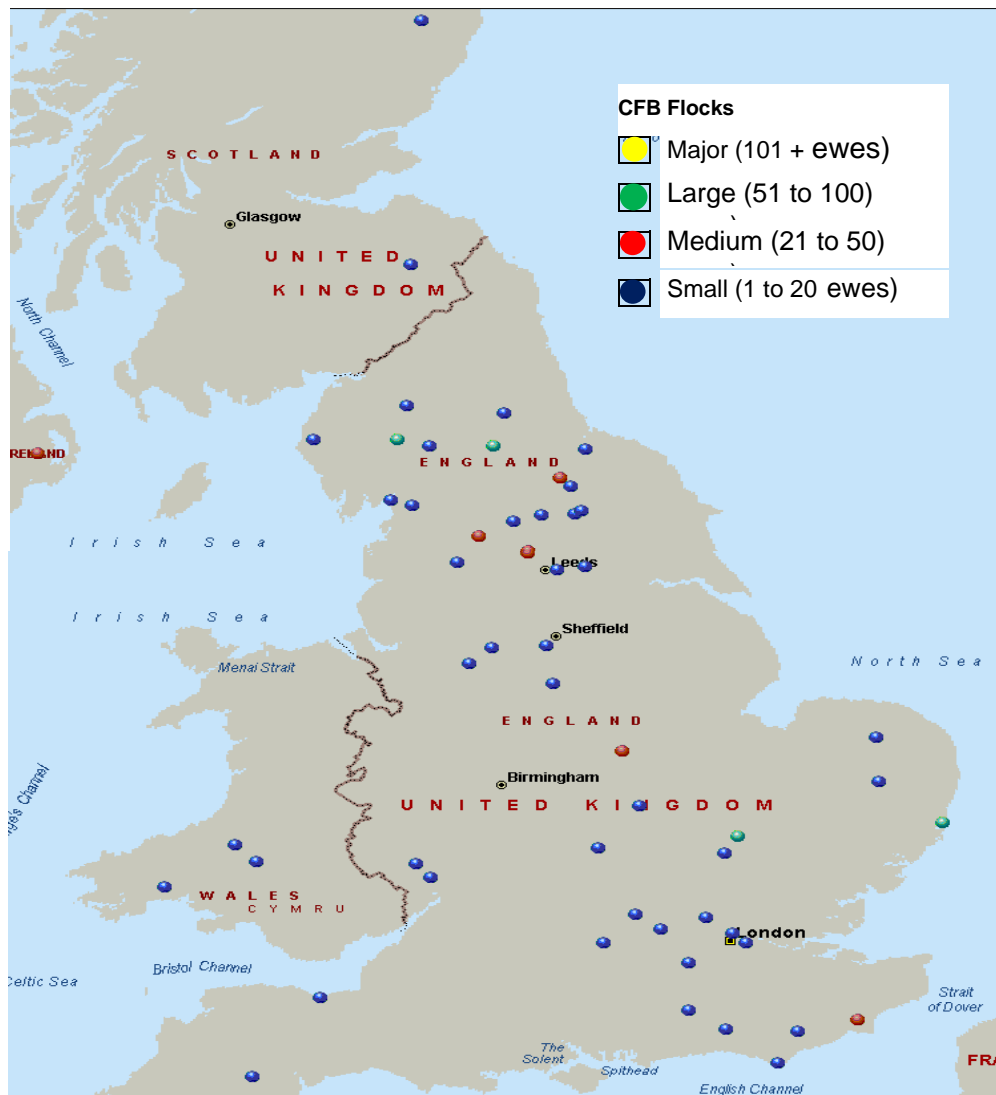 CFB Flocks
Major (101 + ewes)
Large (51 to 100)
Medium (21 to 50)
Small (1 to 20 ewes)
SCOTLAND
Glasgow
UNITED
KINGDOM
North Channel
RELAND
ENGLAND
Irish Sea
Leeds
Irish Sea
Sheffield
Menai Strait
North Sea
ENGLAND
Birmingham
UNITED KINGDOM
ge's Channel
WALES
CYMRU
London
Bristol Channel
Celtic Sea
Strait
of Dover
The
Solent
Spithead
FRA
English Channel